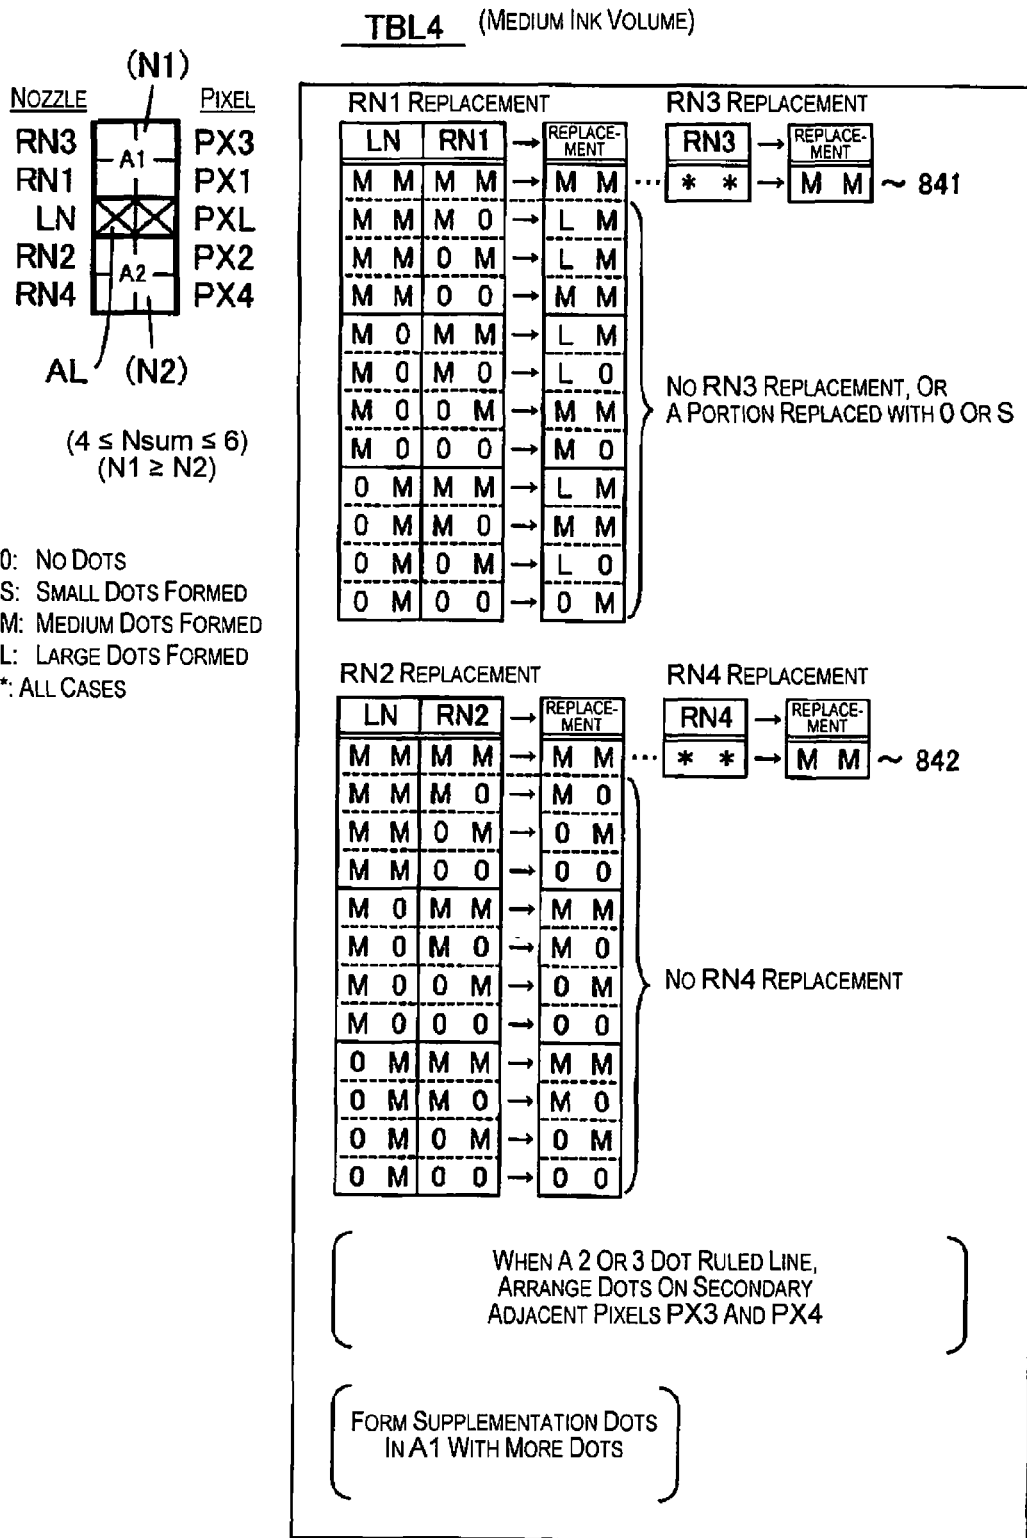 TBL4 (MEDIUM INK VOLUME)
(N1)
NOZZLE PIXEL
RN3 A1 PX3
RN1 PX1
LN PXL
RN2 A2 PX2
RN4 PX4
AL (N2)
(4 ≤ Nsum ≤ 6)
(N1 ≥ N2)
0: NO DOTS
S: SMALL DOTS FORMED
M: MEDIUM DOTS FORMED
L: LARGE DOTS FORMED
*: ALL CASES
RN1 REPLACEMENT RN3 REPLACEMENT
LN RN1 → REPLACE-MENT RN3 → REPLACE-MENT
M M M M → M M ··· * * → M M ~ 841
M M M 0 → L M
M M 0 M → L M
M M 0 0 → M M
M 0 M M → L M
M 0 M 0 → L 0
M 0 0 M → M M
M 0 0 0 → M 0
0 M M M → L M
0 M M 0 → M M
0 M 0 M → L 0
0 M 0 0 → 0 M
NO RN3 REPLACEMENT, OR
A PORTION REPLACED WITH 0 OR S
RN2 REPLACEMENT RN4 REPLACEMENT
LN RN2 → REPLACE-MENT RN4 → REPLACE-MENT
M M M M → M M ··· * * → M M ~ 842
M M M 0 → M 0
M M 0 M → 0 M
M M 0 0 → 0 0
M 0 M M → M M
M 0 M 0 → M 0
M 0 0 M → 0 M
M 0 0 0 → 0 0
0 M M M → M M
0 M M 0 → M 0
0 M 0 M → 0 M
0 M 0 0 → 0 0
NO RN4 REPLACEMENT
WHEN A 2 OR 3 DOT RULED LINE,
ARRANGE DOTS ON SECONDARY
ADJACENT PIXELS PX3 AND PX4
FORM SUPPLEMENTATION DOTS
IN A1 WITH MORE DOTS